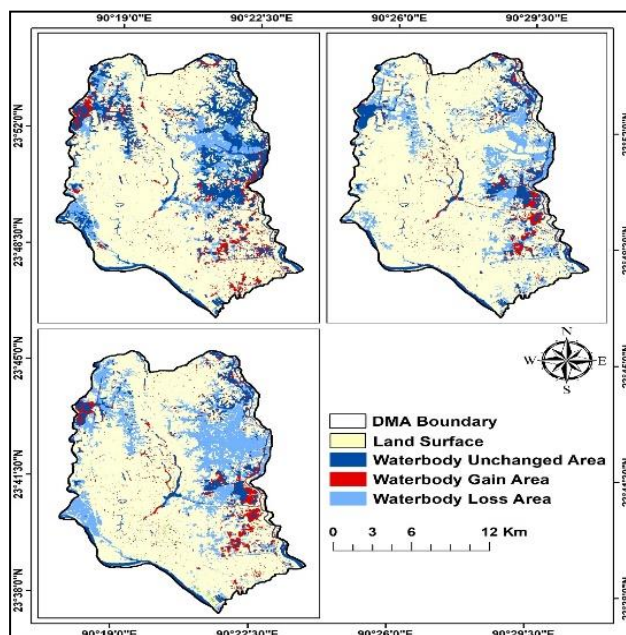 90°19'0"E 90°22'30"E 90°26'0"E 90°29'30"E
23°52'0"N
23°48'30"N
23°45'0"N
N
W E
S
DMA Boundary
Land Surface
Waterbody Unchanged Area
Waterbody Gain Area
Waterbody Loss Area
23°41'30"N
0 3 6 12 Km
23°38'0"N
90°19'0"E 90°22'30"E 90°26'0"E 90°29'30"E